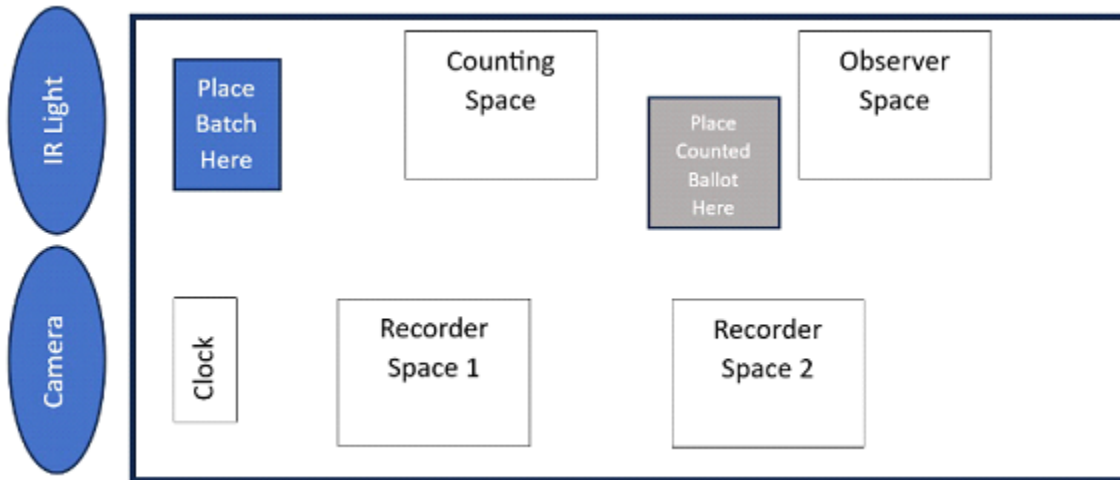 IR Light
Place
Batch
Here
Counting
Space
Place
Counted
Ballot
Here
Observer
Space
Camera
Clock
Recorder
Space 1
Recorder
Space 2